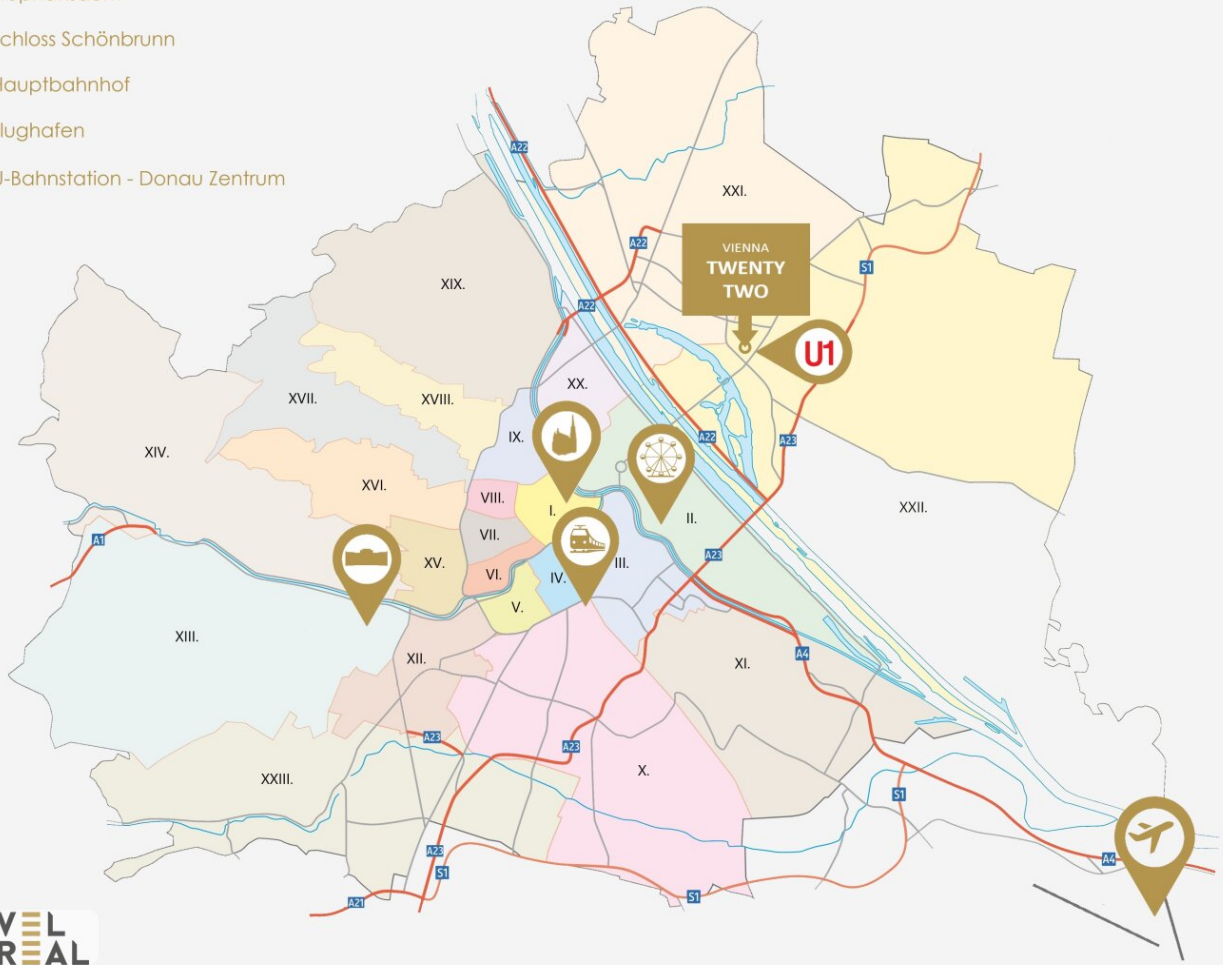 chloss Schönbrunn
Hauptbahnhof
lughafen
U-Bahnstation - Donau Zentrum
A22
XXI.
A22
VIENNA
TWENTY
TWO
S1
XIX.
A22
U1
XX.
XVII.
XVIII.
IX.
A22
A23
XIV.
XVI.
VIII.
I.
II.
XXII.
A1
VII.
A23
XV.
VI.
IV.
III.
V.
XIII.
XII.
XI.
A4
A23
A23
X.
XXIII.
S1
A23
S1
A4
A21
S1
VEL
REAL